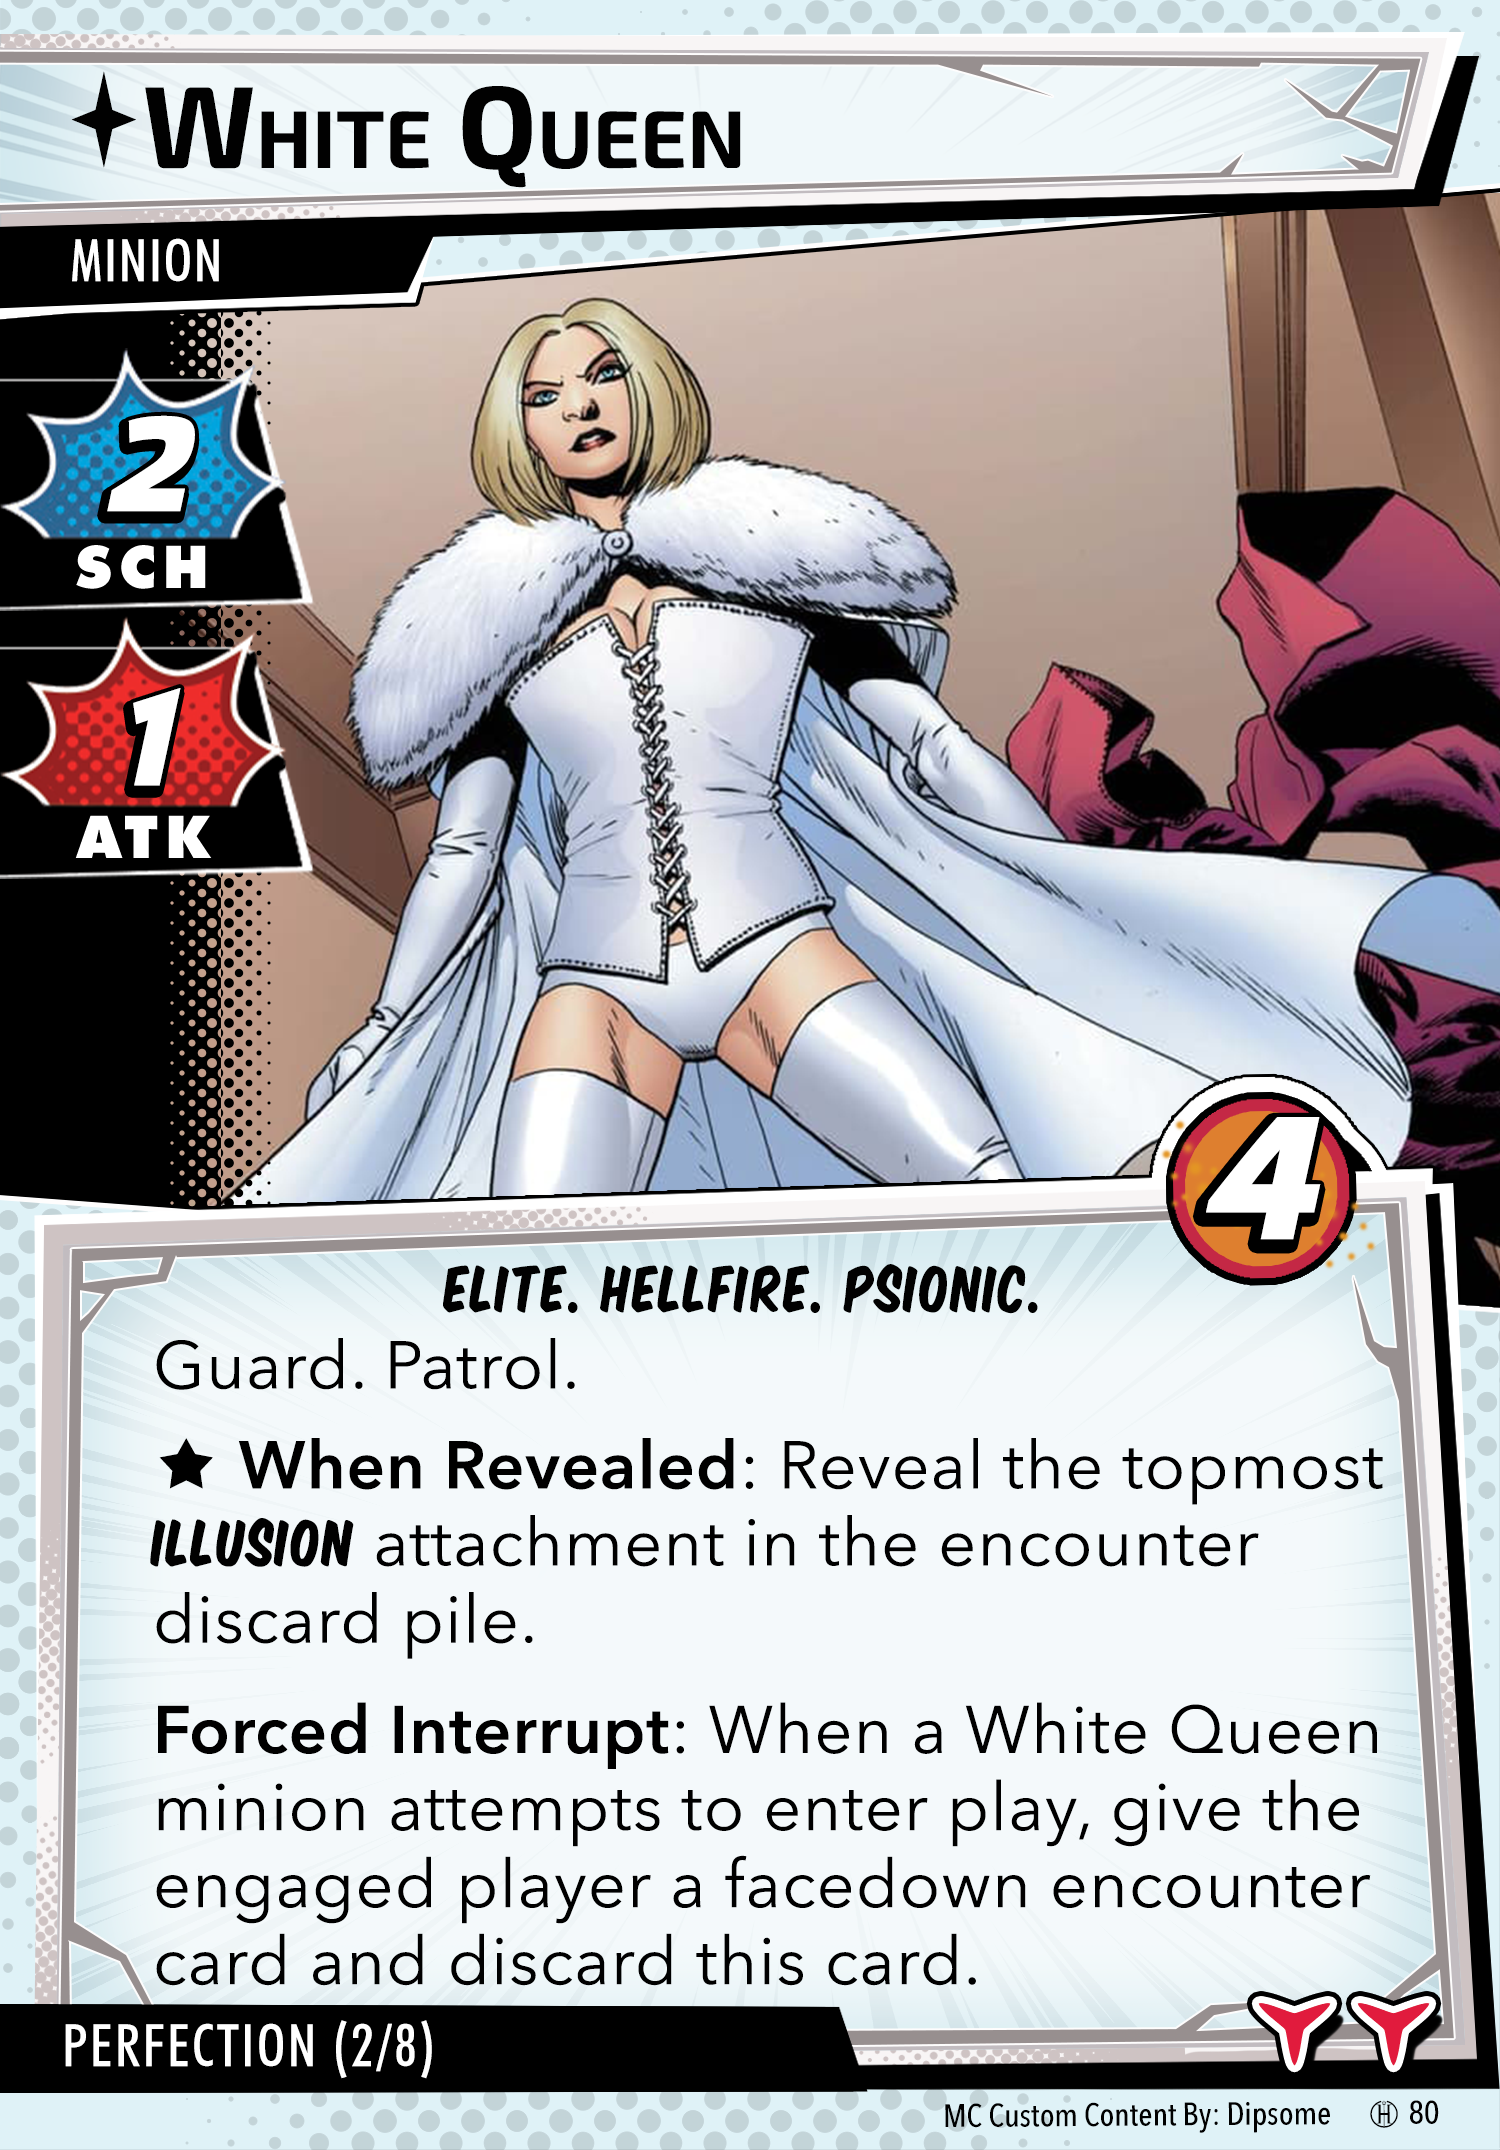 White Queen
MINION
2
SCH
1
ATK
4
ELITE. HELLFIRE. PSIONIC.
Guard. Patrol.
★ When Revealed: Reveal the topmost
ILLUSION attachment in the encounter
discard pile.
Forced Interrupt: When a White Queen
minion attempts to enter play, give the
engaged player a facedown encounter
card and discard this card.
PERFECTION (2/8)
MC Custom Content By: Dipsome 80